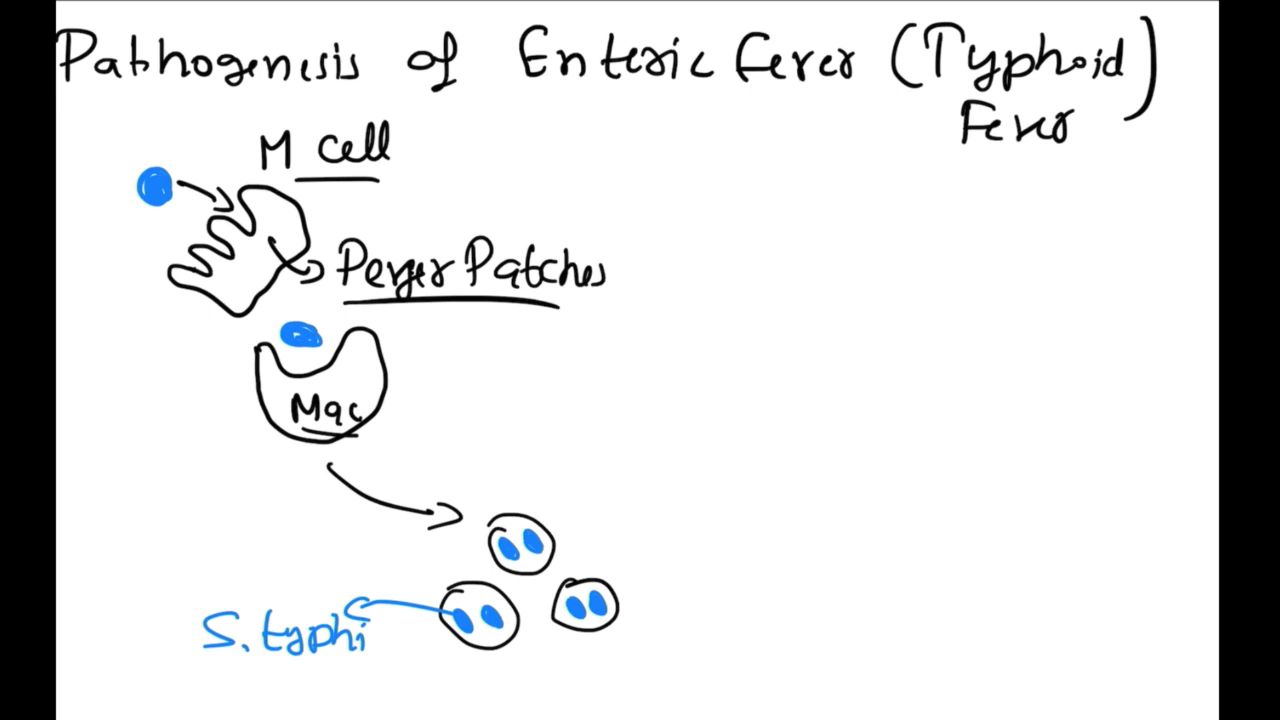 Pathogenesis of Enteric Fever (Typhoid)
Fever
M cell
Peyer Patches
Mac
S. typhi